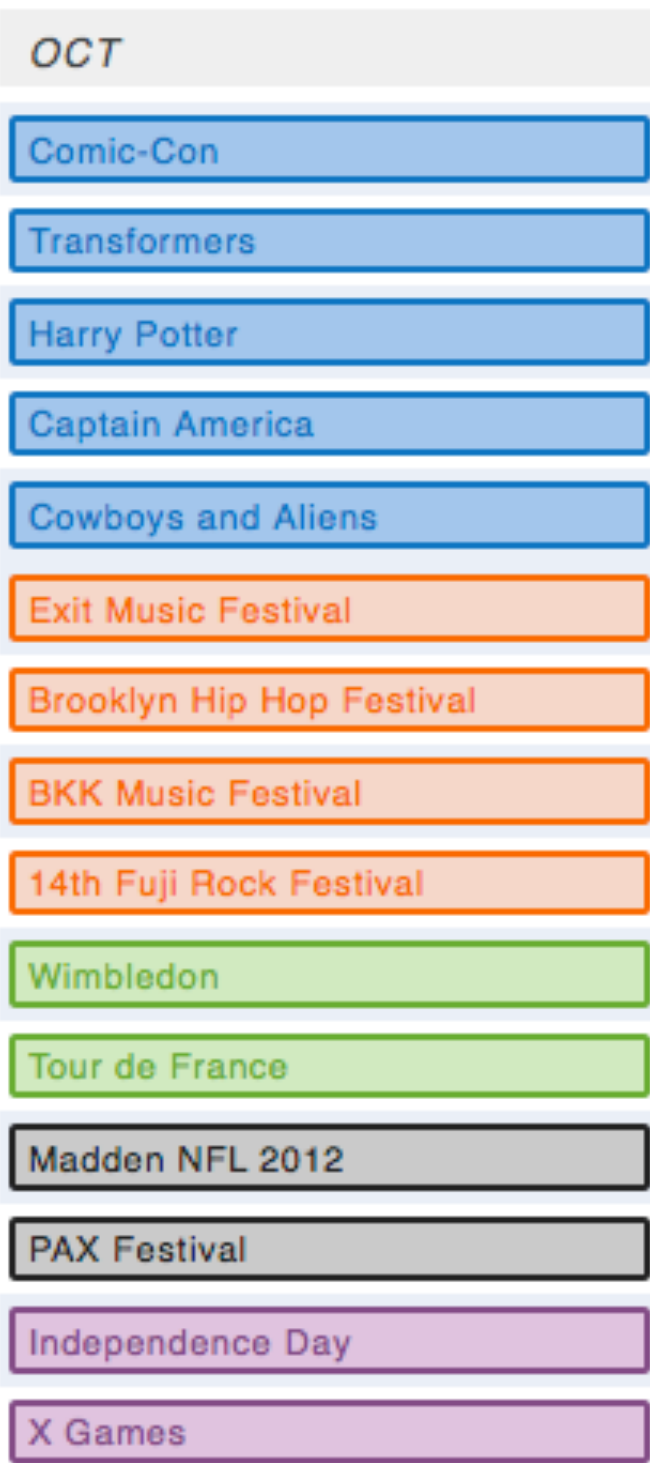 OCT
Comic-Con
Transformers
Harry Potter
Captain America
Cowboys and Aliens
Exit Music Festival
Brooklyn Hip Hop Festival
BKK Music Festival
14th Fuji Rock Festival
Wimbledon
Tour de France
Madden NFL 2012
PAX Festival
Independence Day
X Games